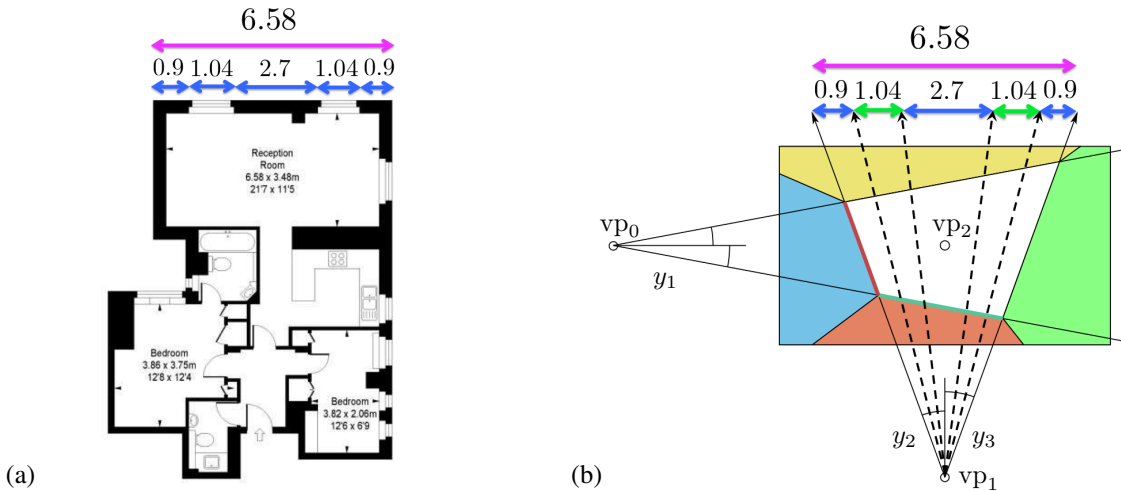 6.58
0.9 1.04 2.7 1.04 0.9
Reception
Room
6.58 x 3.48m
21'7 x 11'5
Bedroom
3.86 x 3.75m
12'8 x 12'4
Bedroom
3.82 x 2.06m
12'6 x 6'9
(a)
6.58
0.9 1.04 2.7 1.04 0.9
vp0
vp2
y1
y2
y3
vp1
(b)